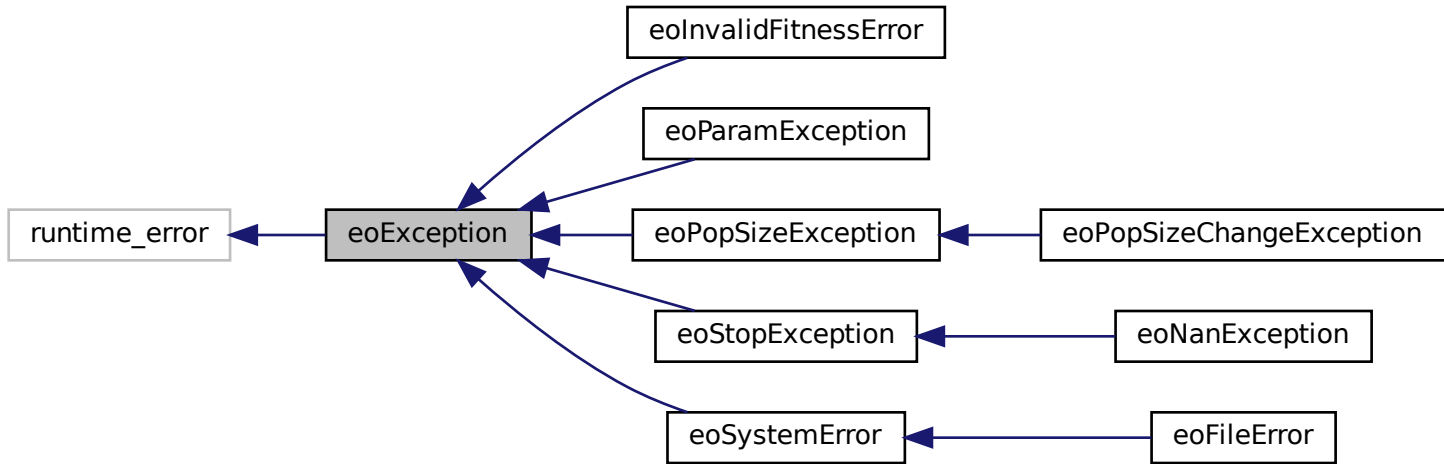 eoInvalidFitnessError
eoParamException
runtime_error
eoException
eoPopSizeException
eoPopSizeChangeException
eoStopException
eoNanException
eoSystemError
eoFileError